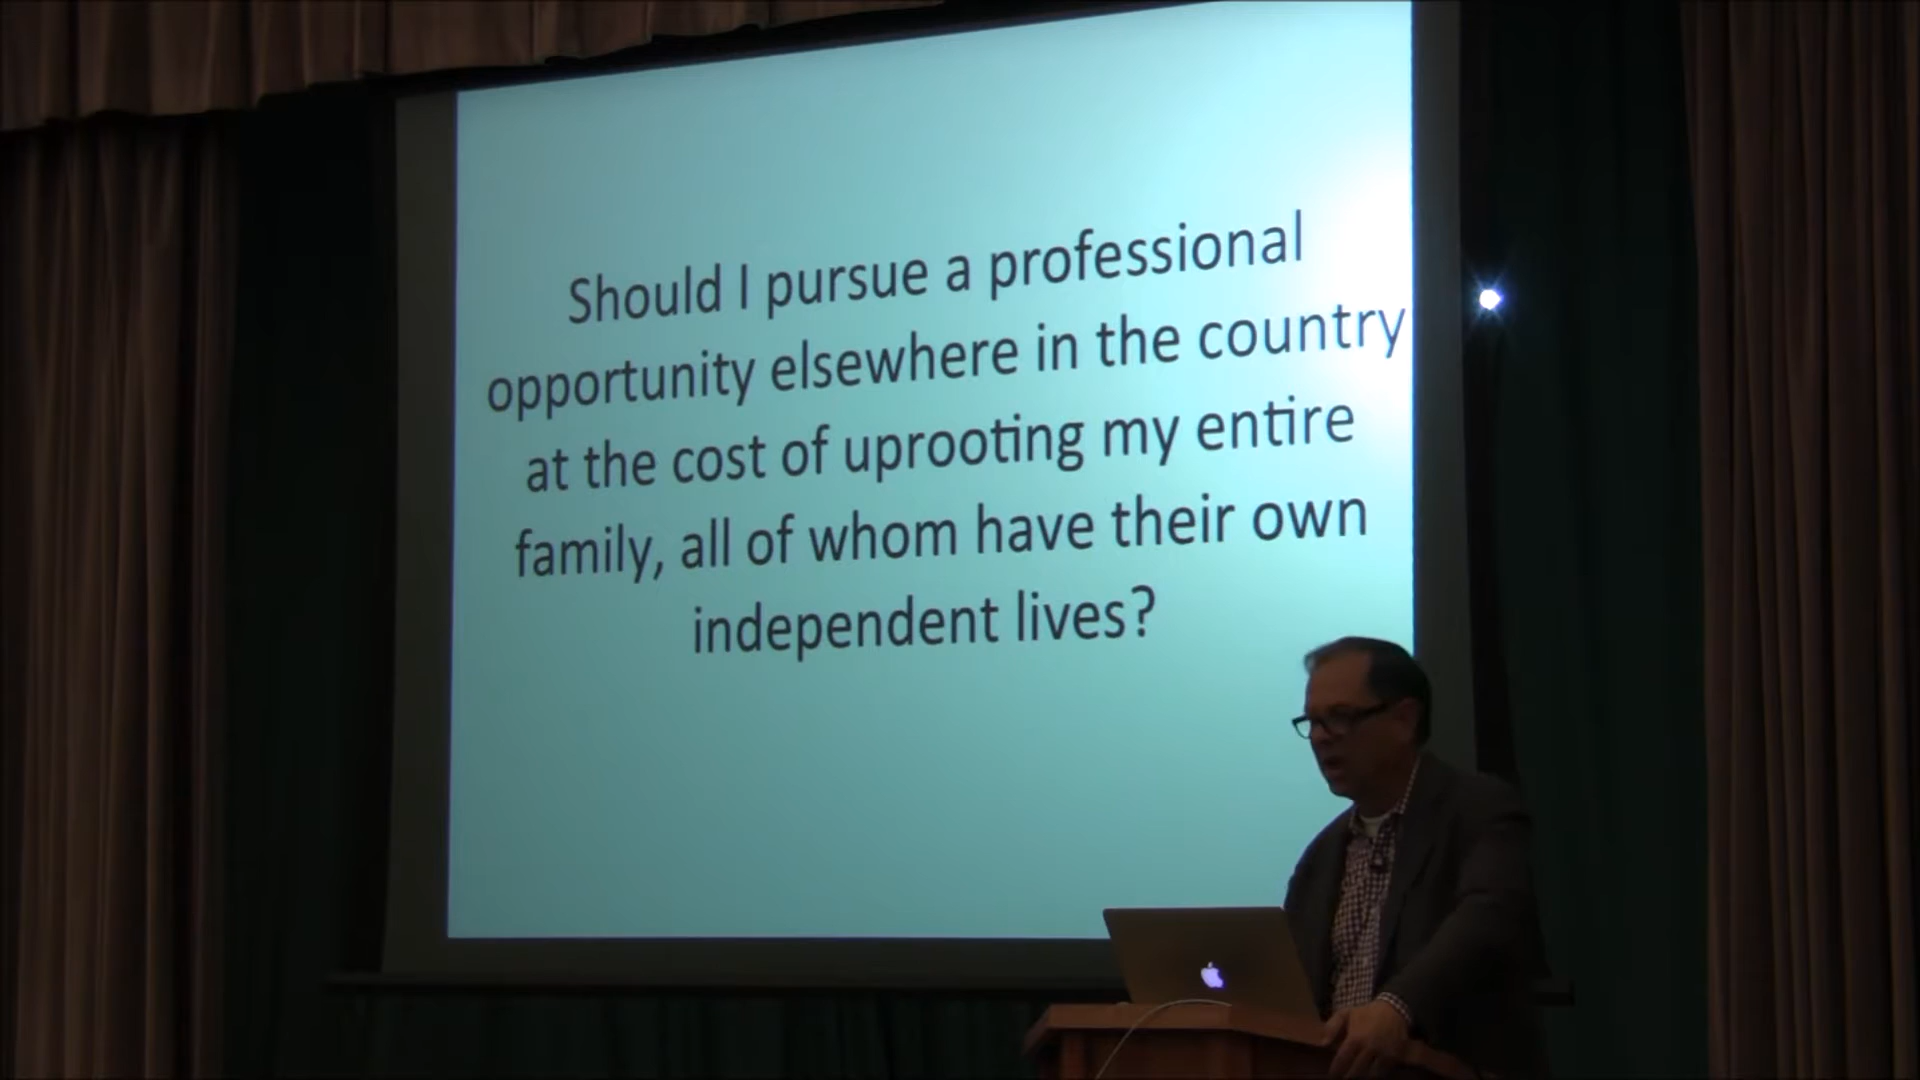 Should I pursue a professional
opportunity elsewhere in the country
at the cost of uprooting my entire
family, all of whom have their own
independent lives?